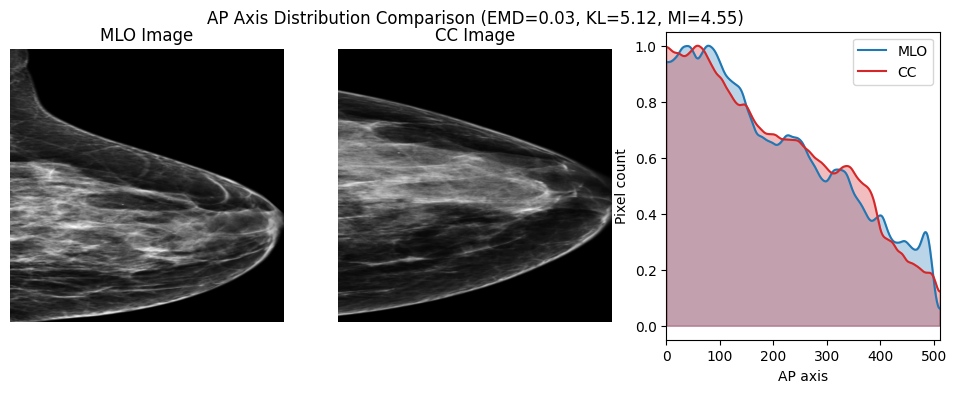 AP Axis Distribution Comparison (EMD=0.03, KL=5.12, MI=4.55)
MLO Image
CC Image
MLO
CC
Pixel count
1.0
0.8
0.6
0.4
0.2
0.0
0 100 200 300 400 500
AP axis